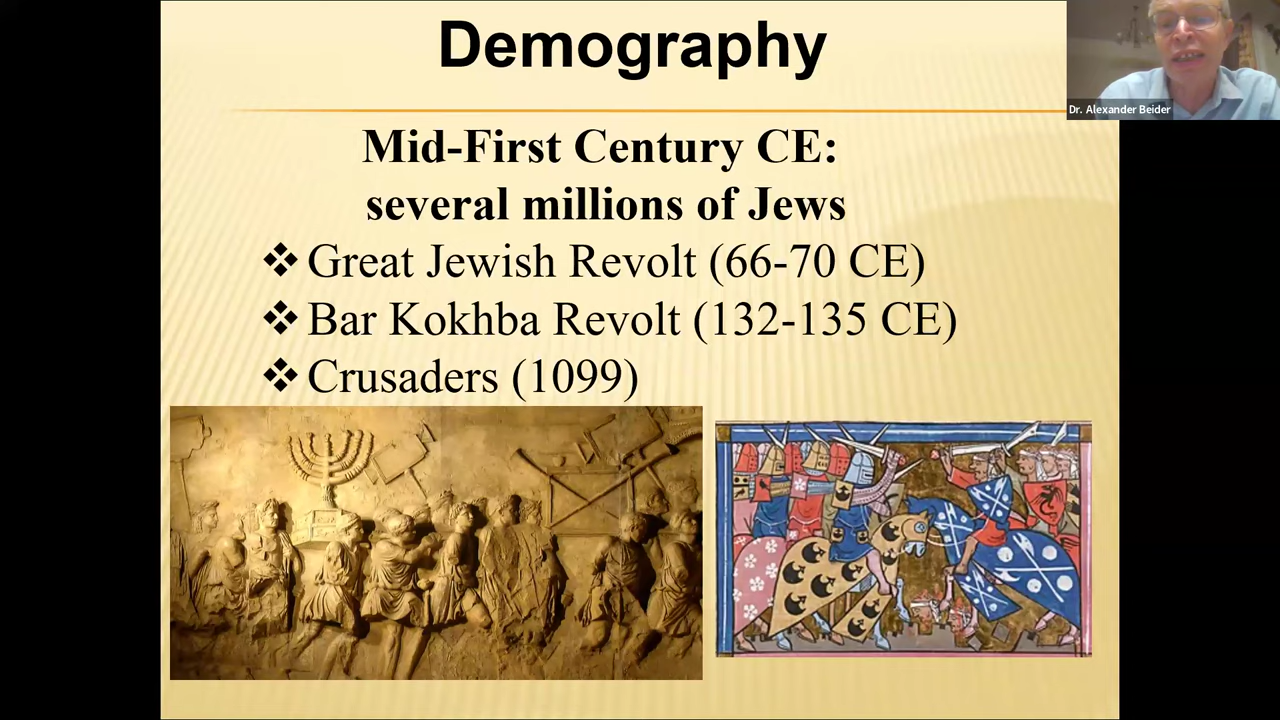 Demography
Dr. Alexander Beider
Mid-First Century CE:
several millions of Jews
❖ Great Jewish Revolt (66-70 CE)
❖ Bar Kokhba Revolt (132-135 CE)
❖ Crusaders (1099)